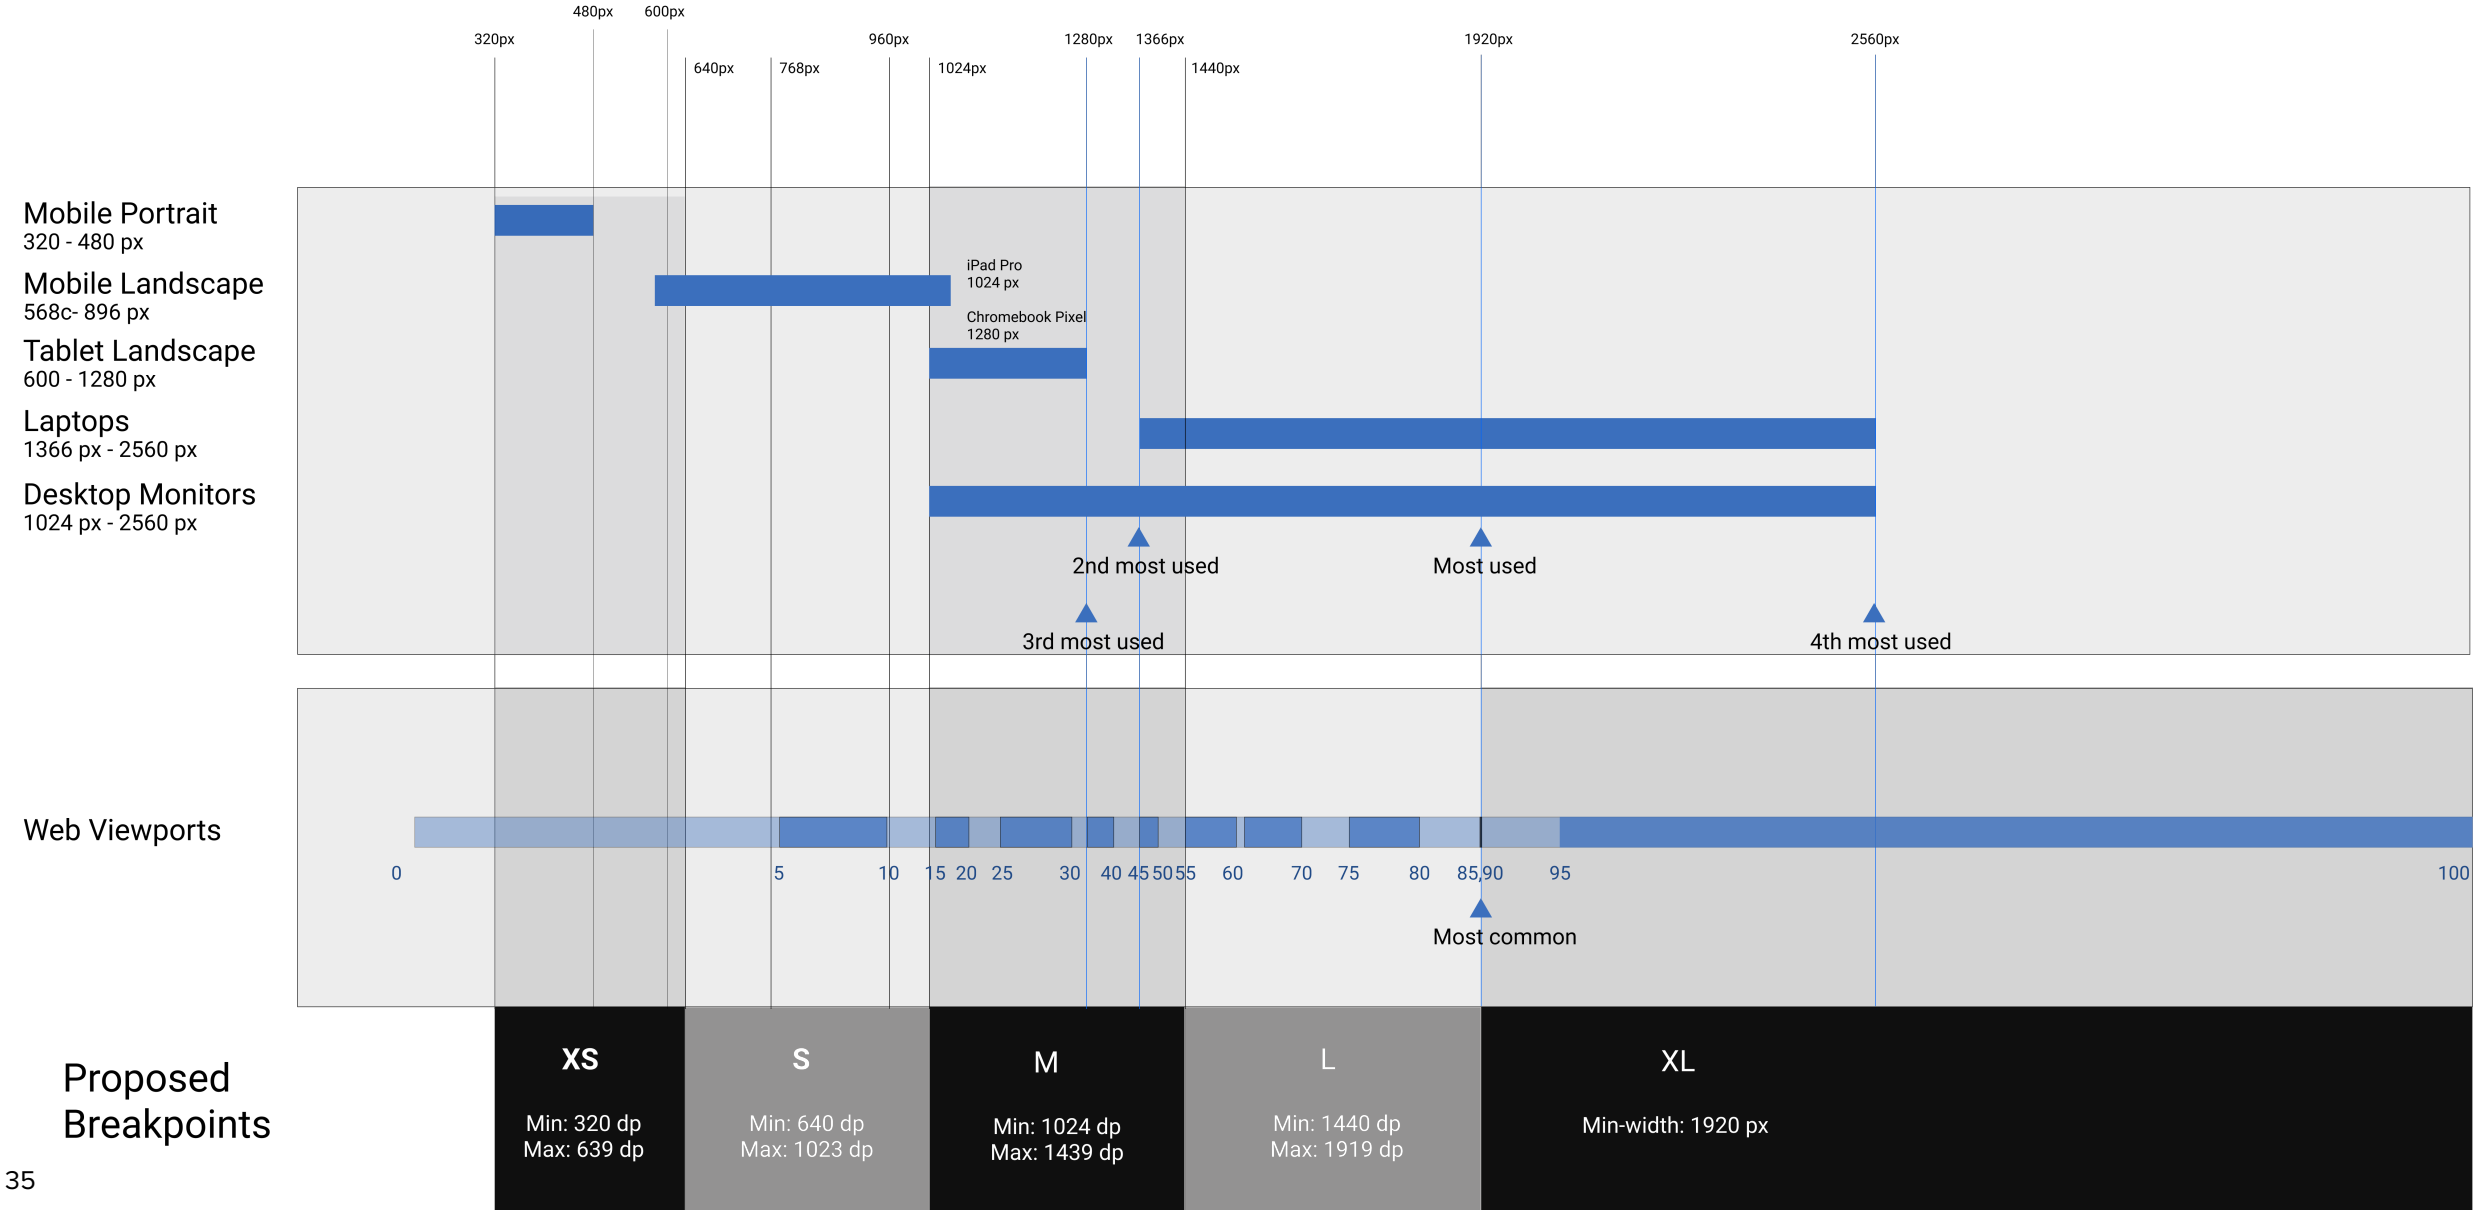 480px 600px
320px 960px 1280px 1366px 1920px 2560px
640px 768px 1024px 1440px
Mobile Portrait
320 - 480 px
Mobile Landscape
568c- 896 px
iPad Pro
1024 px
Chromebook Pixel
1280 px
Tablet Landscape
600 - 1280 px
Laptops
1366 px - 2560 px
Desktop Monitors
1024 px - 2560 px
2nd most used Most used
3rd most used 4th most used
Web Viewports
0 5 10 15 20 25 30 40 45 50 55 60 70 75 80 85,90 95 100
Most common
Proposed
Breakpoints
XS
Min: 320 dp
Max: 639 dp
S
Min: 640 dp
Max: 1023 dp
M
Min: 1024 dp
Max: 1439 dp
L
Min: 1440 dp
Max: 1919 dp
XL
Min-width: 1920 px
35